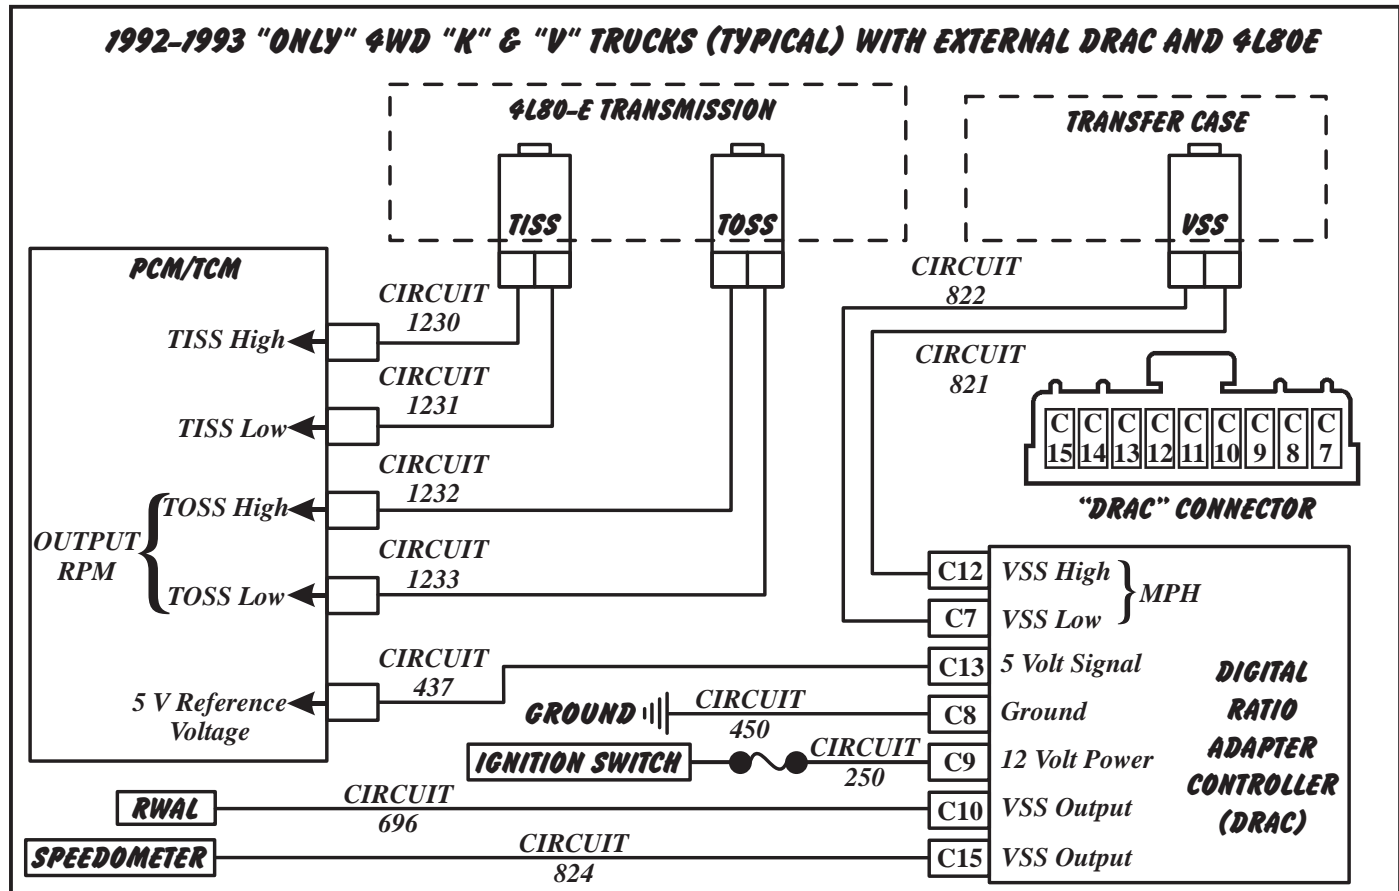 1992-1993 "ONLY" 4WD "K" & "V" TRUCKS (TYPICAL) WITH EXTERNAL DRAC AND 4L80E
4L80-E TRANSMISSION
TISS
TOSS
TRANSFER CASE
VSS
PCM/TCM
CIRCUIT
1230
TISS High
CIRCUIT
1231
TISS Low
CIRCUIT
1232
TOSS High
OUTPUT
RPM
CIRCUIT
1233
TOSS Low
CIRCUIT
437
5 V Reference
Voltage
CIRCUIT
822
CIRCUIT
821
C C C C C C C C C
15 14 13 12 11 10 9 8 7
“DRAC” CONNECTOR
C12 VSS High
MPH
C7 VSS Low
C13 5 Volt Signal
GROUND
CIRCUIT
450
C8 Ground
IGNITION SWITCH
CIRCUIT
250
C9 12 Volt Power
RWAL
CIRCUIT
696
C10 VSS Output
SPEEDOMETER
CIRCUIT
824
C15 VSS Output
DIGITAL
RATIO
ADAPTER
CONTROLLER
(DRAC)